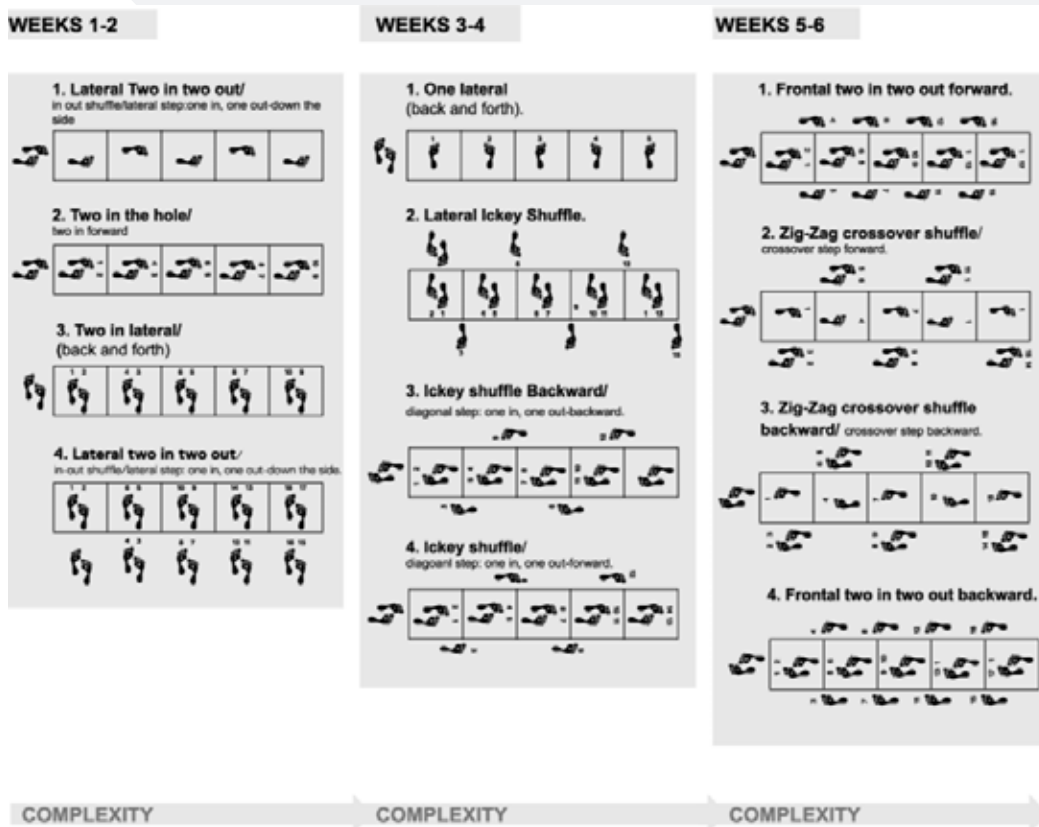 WEEKS 1-2
1. Lateral Two in two out/
in out shuffle/lateral step:one in, one out-down the
side
2. Two in the hole/
two in forward
3. Two in lateral/
(back and forth)
4. Lateral two in two out/
in-out shuffle/lateral step: one in, one out-down the side.
WEEKS 3-4
1. One lateral
(back and forth).
1 2 3 4 5
2. Lateral Ickey Shuffle.
3. Ickey shuffle Backward/
diagonal step: one in, one out-backward.
4. Ickey shuffle/
diagoanl step: one in, one out-forward.
WEEKS 5-6
1. Frontal two in two out forward.
2. Zig-Zag crossover shuffle/
crossover step forward.
3. Zig-Zag crossover shuffle
backward/ crossover step backward.
4. Frontal two in two out backward.
COMPLEXITY
COMPLEXITY
COMPLEXITY